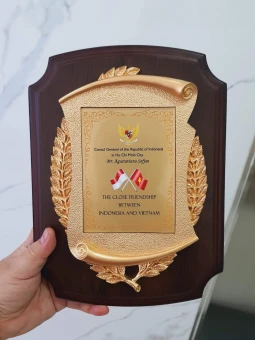 Consul General of the Republic of Indonesia
in Ho Chi Minh City
Mr. Agustaviano Sofjan
THE CLOSE FRIENDSHIP
BETWEEN
INDONESIA AND VIETNAM